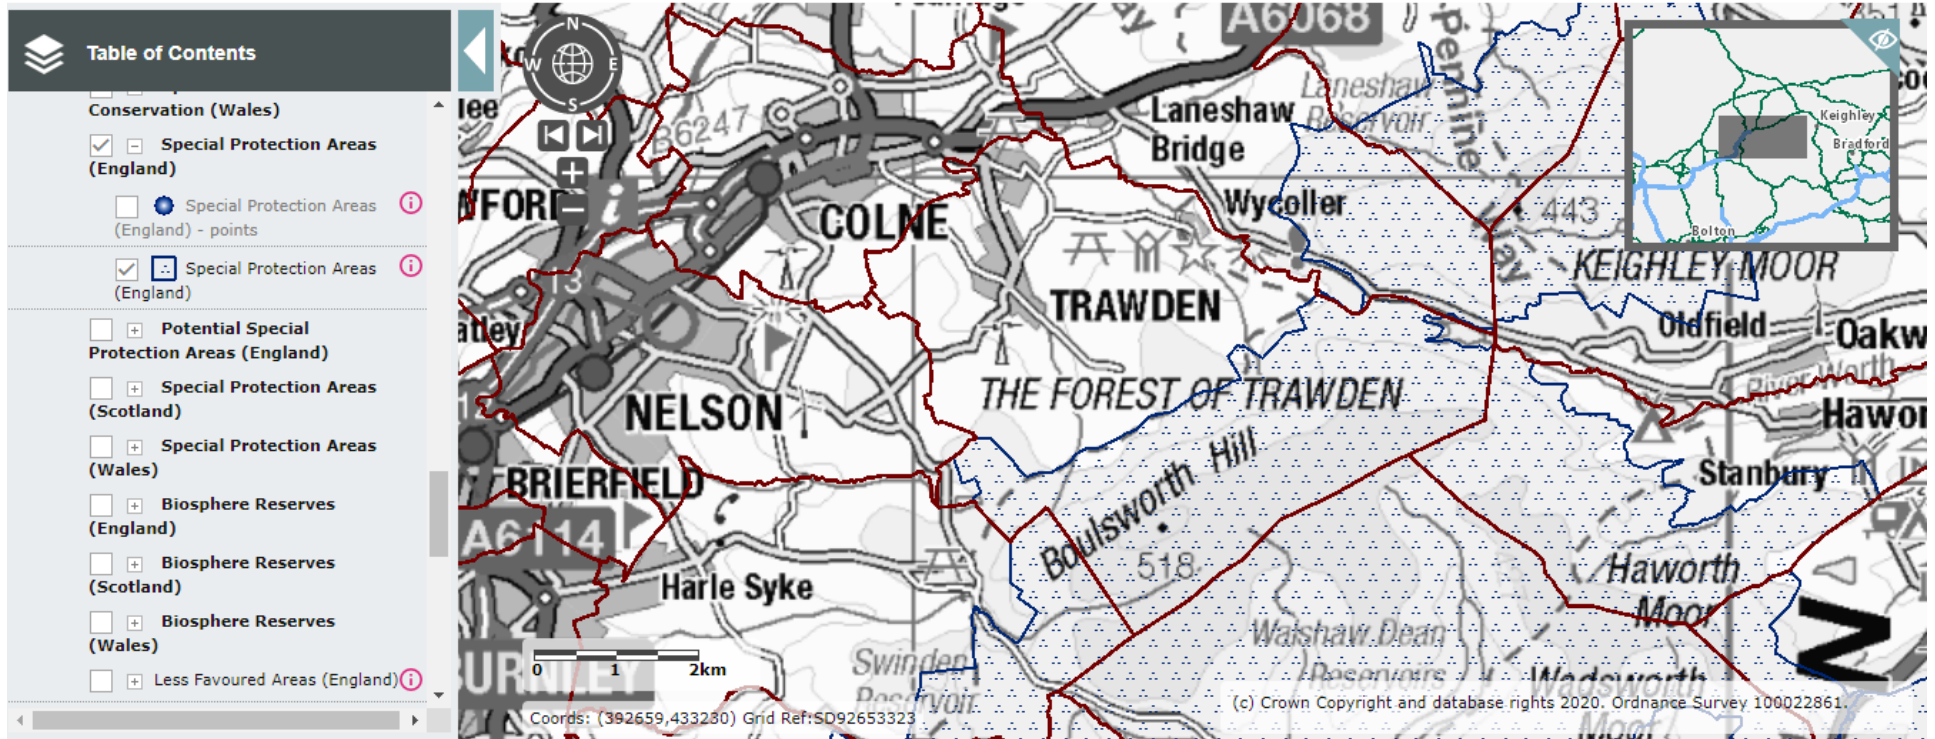 Table of Contents
Conservation (Wales)
Special Protection Areas
(England)
Special Protection Areas
(England) - points
Special Protection Areas
(England)
Potential Special
Protection Areas (England)
Special Protection Areas
(Scotland)
Special Protection Areas
(Wales)
Biosphere Reserves
(England)
Biosphere Reserves
(Scotland)
Biosphere Reserves
(Wales)
Less Favoured Areas (England)
N
W
E
S
A6068
B6247
Laneshaw
Bridge
Laneshaw
Reservoir
Pennine
Way
Wycoller
443
COLNE
13
TRAWDEN
KEIGHLEY MOOR
Oldfield
Oakw
River Worth
THE FOREST OF TRAWDEN
NELSON
Hawor
BRIERFIELD
Boulsworth Hill
518
Stanbury
A6114
Harle Syke
Haworth
Moor
Walshaw Dean
Reservoirs
Swinden
Reservoir
BURNLEY
Wadsworth
Moor
N
Keighley
Bradford
Bolton
0 1 2km
Coords: (392659,433230) Grid Ref:SD92653323
(c) Crown Copyright and database rights 2020. Ordnance Survey 100022861.